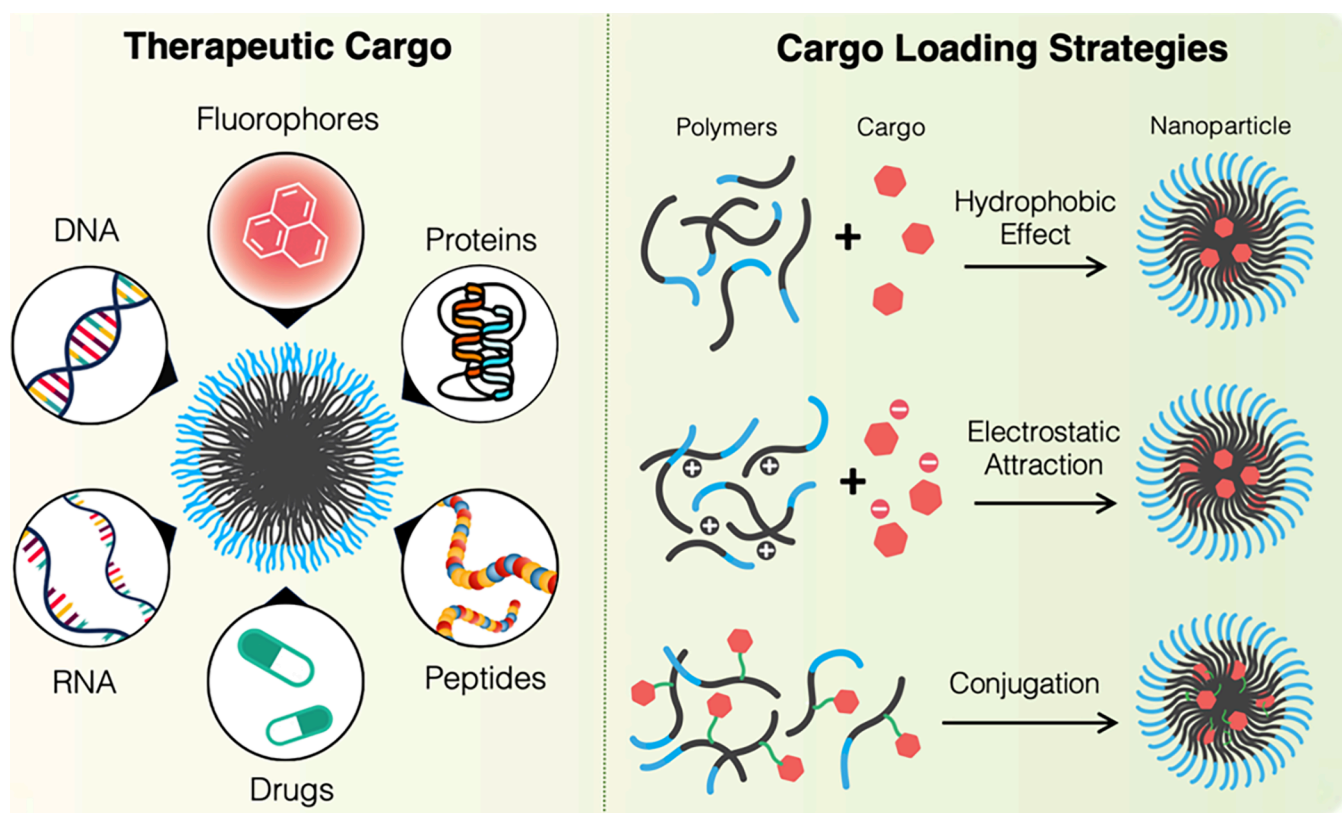 Therapeutic Cargo
Fluorophores
DNA
Proteins
RNA
Peptides
Drugs
Cargo Loading Strategies
Polymers
Cargo
Nanoparticle
+
Hydrophobic
Effect
+
Electrostatic
Attraction
Conjugation